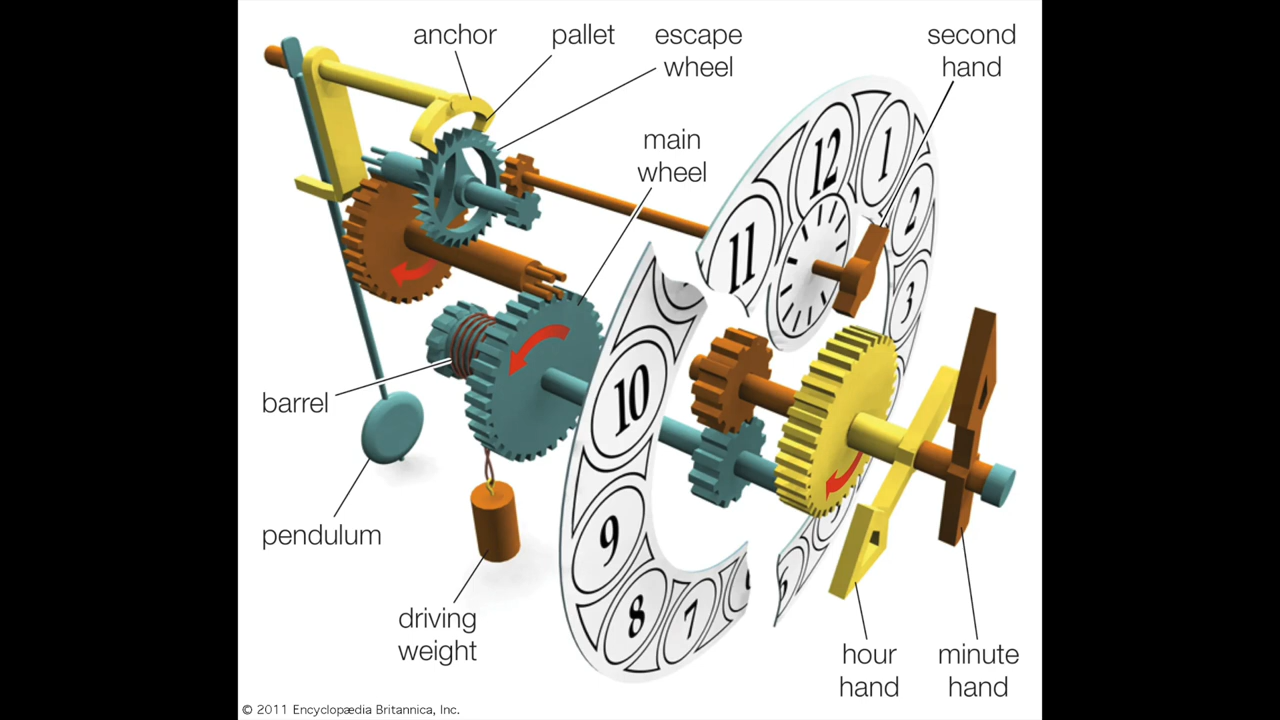 anchor
pallet
escape
wheel
second
hand
main
wheel
12
1
2
11
3
10
barrel
9
pendulum
8
7
driving
weight
hour
hand
minute
hand
© 2011 Encyclopædia Britannica, Inc.